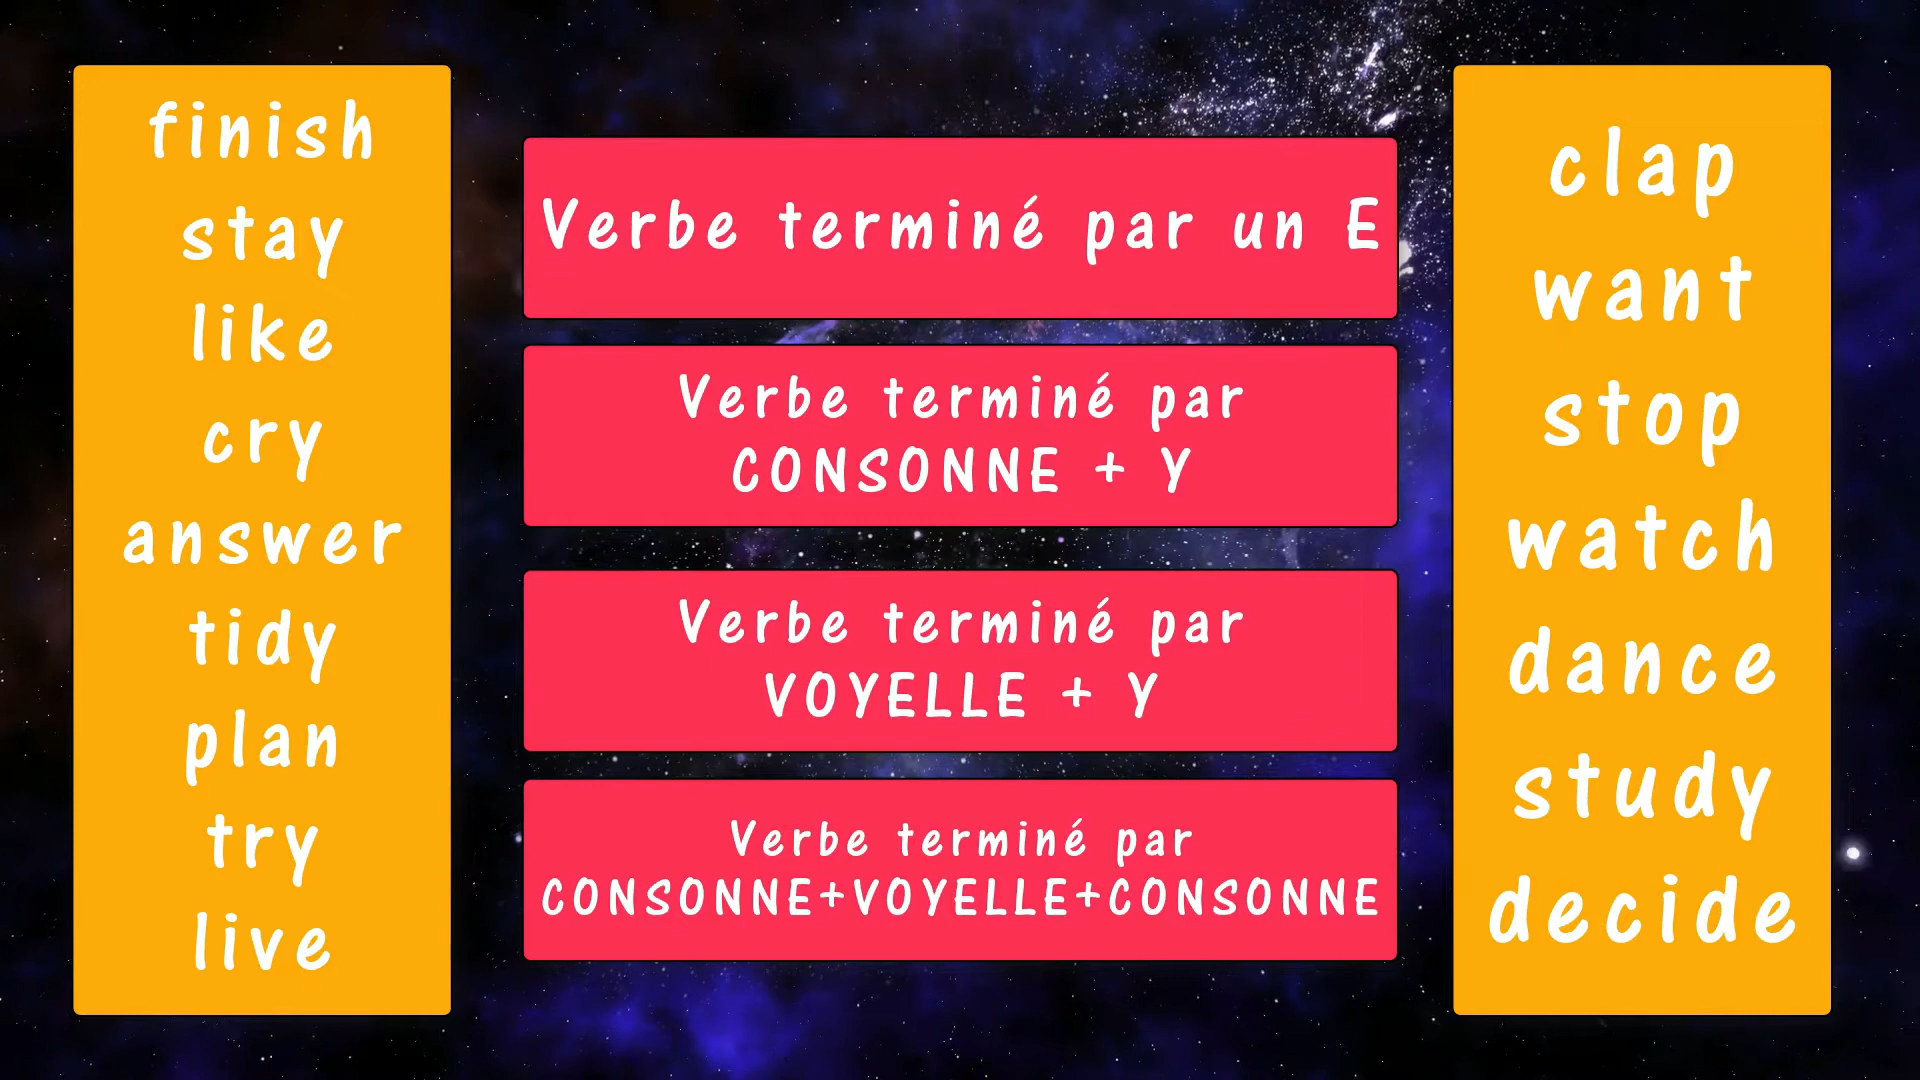 finish
stay
like
cry
answer
tidy
plan
try
live
Verbe terminé par un E
Verbe terminé par
CONSONNE + Y
Verbe terminé par
VOYELLE + Y
Verbe terminé par
CONSONNE+VOYELLE+CONSONNE
clap
want
stop
watch
dance
study
decide